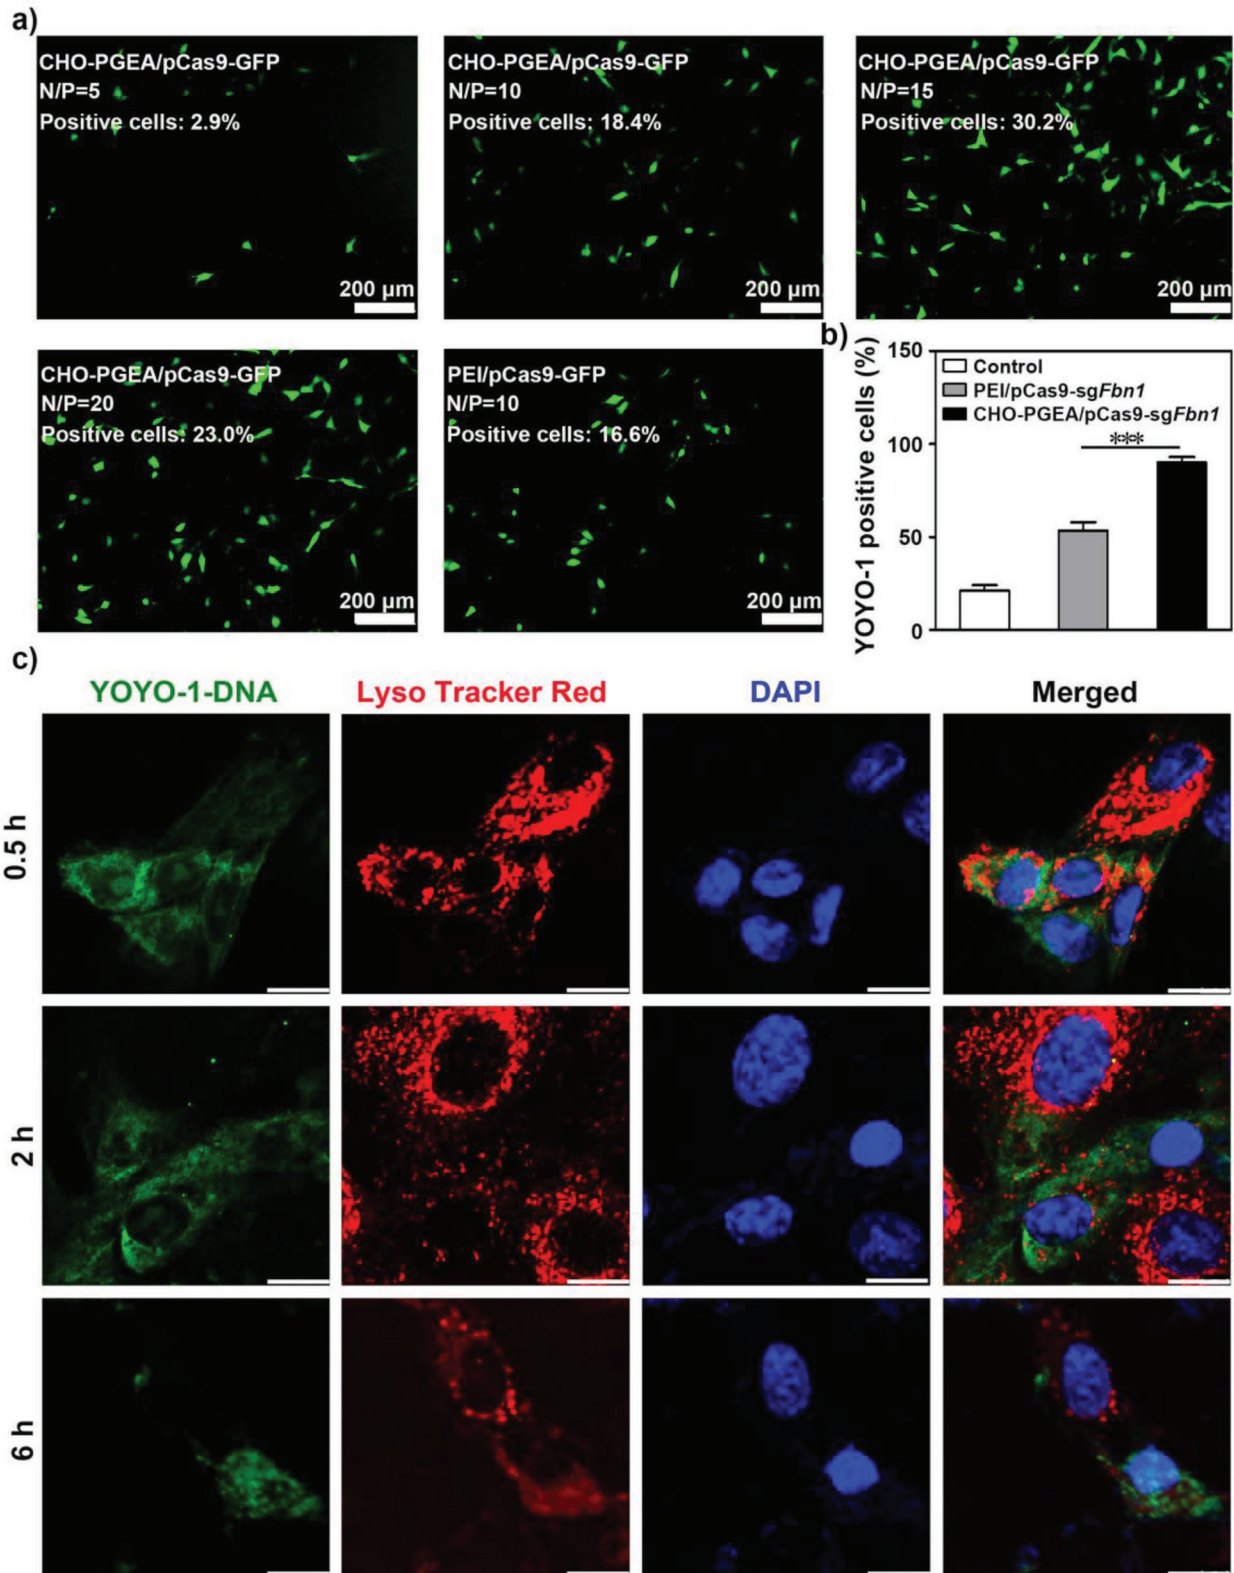 a)
CHO-PGEA/pCas9-GFP
N/P=5
Positive cells: 2.9%
200 µm
CHO-PGEA/pCas9-GFP
N/P=10
Positive cells: 18.4%
200 µm
CHO-PGEA/pCas9-GFP
N/P=15
Positive cells: 30.2%
200 µm
CHO-PGEA/pCas9-GFP
N/P=20
Positive cells: 23.0%
200 µm
PEI/pCas9-GFP
N/P=10
Positive cells: 16.6%
200 µm
b)
YOYO-1 positive cells (%)
150
100
50
0
Control
PEI/pCas9-sgFbn1
CHO-PGEA/pCas9-sgFbn1
***
c)
YOYO-1-DNA
Lyso Tracker Red
DAPI
Merged
0.5 h
2 h
6 h